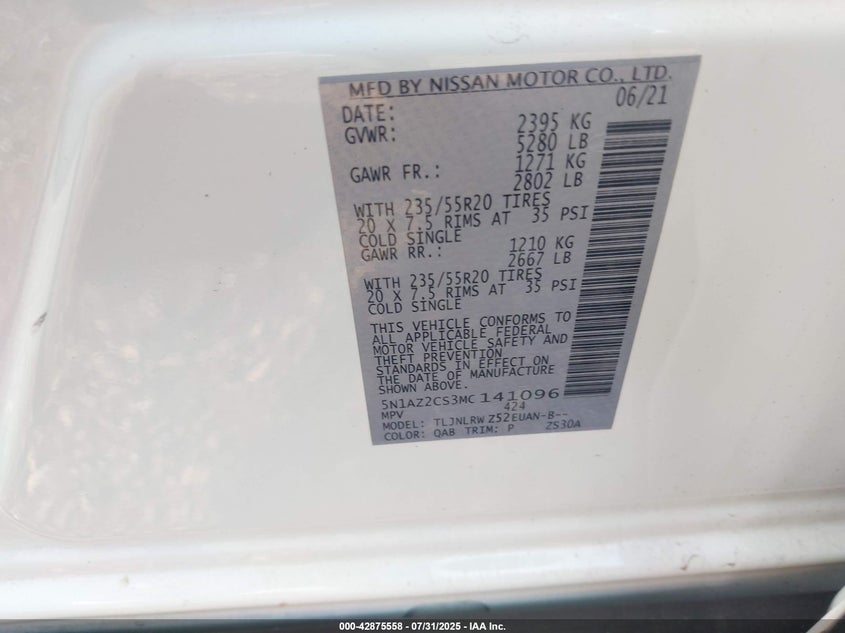 MFD BY NISSAN MOTOR CO., LTD.
DATE: 06/21
GVWR: 2395 KG
5280 LB
GAWR FR.: 1271 KG
2802 LB
WITH 235/55R20 TIRES
20 X 7.5 RIMS AT 35 PSI
COLD SINGLE
GAWR RR.: 1210 KG
2667 LB
WITH 235/55R20 TIRES
20 X 7.5 RIMS AT 35 PSI
COLD SINGLE
THIS VEHICLE CONFORMS TO
ALL APPLICABLE FEDERAL
MOTOR VEHICLE SAFETY AND
THEFT PREVENTION
STANDARDS IN EFFECT ON
THE DATE OF MANUFACTURE
SHOWN ABOVE.
5N1AZ2CS3MC 141096
MPV 424
MODEL: TLJNLRW Z52EUAN-B--
COLOR: QAB TRIM: P ZS30A
000-42875558 - 07/31/2025 - IAA Inc.